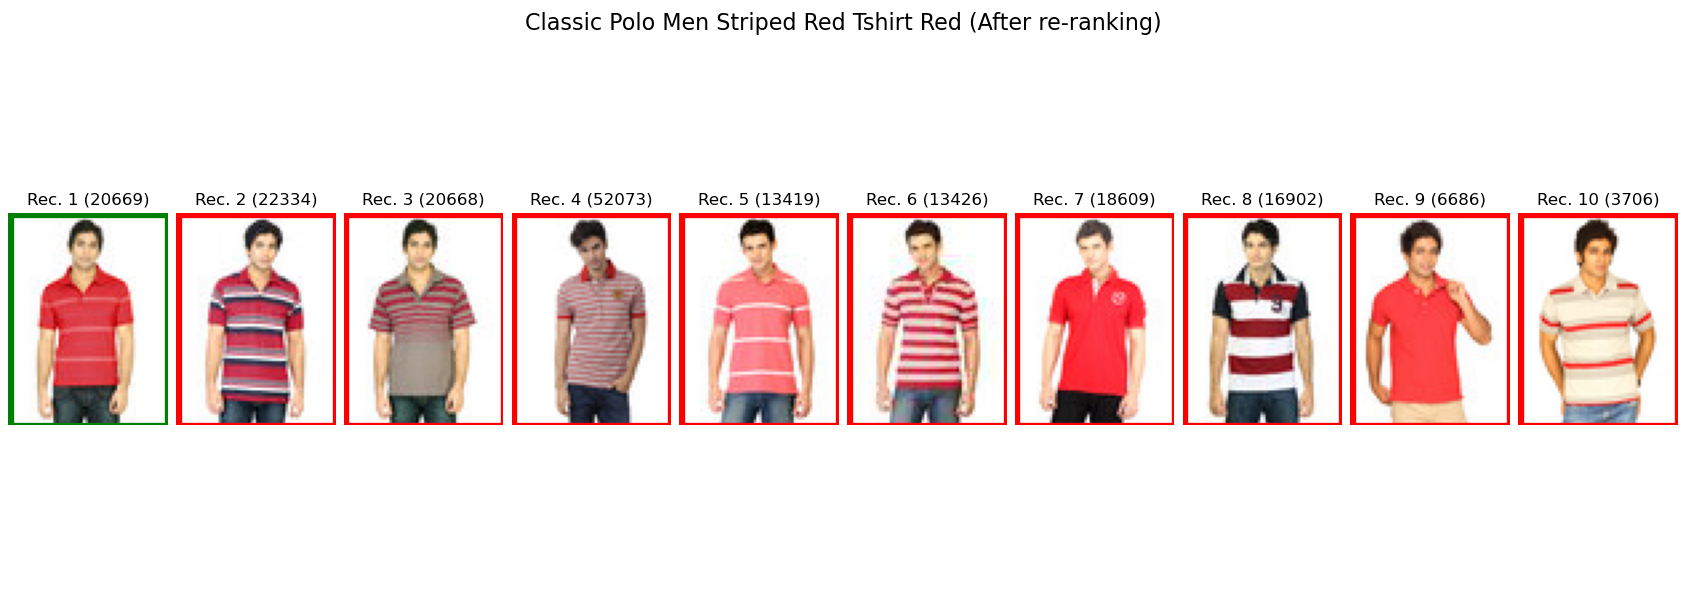 Classic Polo Men Striped Red Tshirt Red (After re-ranking)
Rec. 1 (20669) Rec. 2 (22334) Rec. 3 (20668) Rec. 4 (52073) Rec. 5 (13419) Rec. 6 (13426) Rec. 7 (18609) Rec. 8 (16902) Rec. 9 (6686) Rec. 10 (3706)